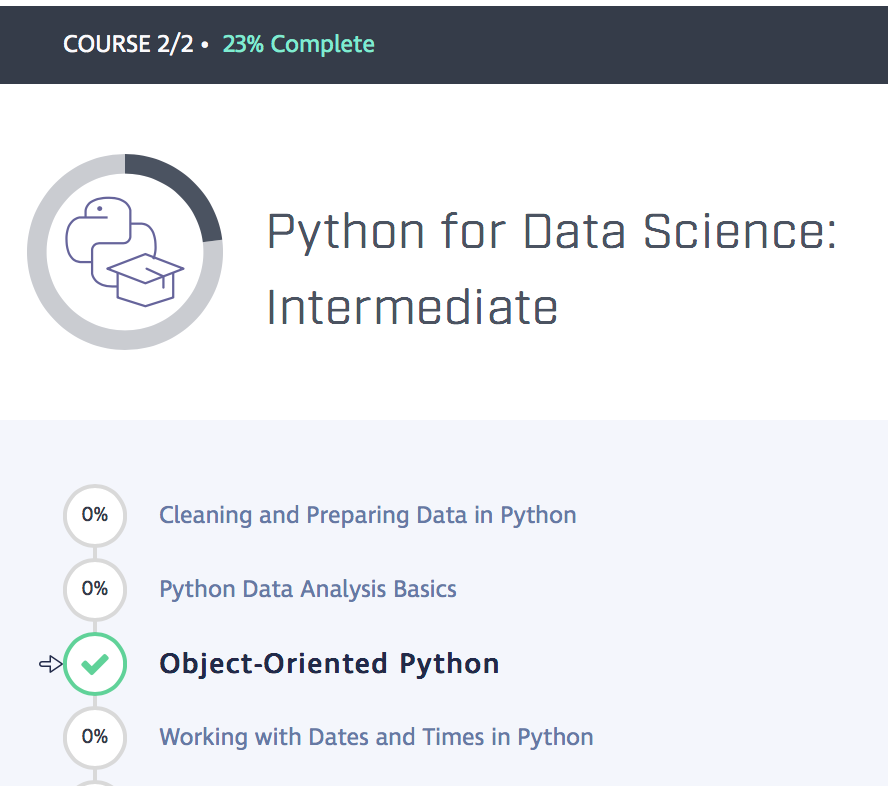 COURSE 2/2 • 23% Complete
Python for Data Science:
Intermediate
0% Cleaning and Preparing Data in Python
0% Python Data Analysis Basics
Object-Oriented Python
0% Working with Dates and Times in Python